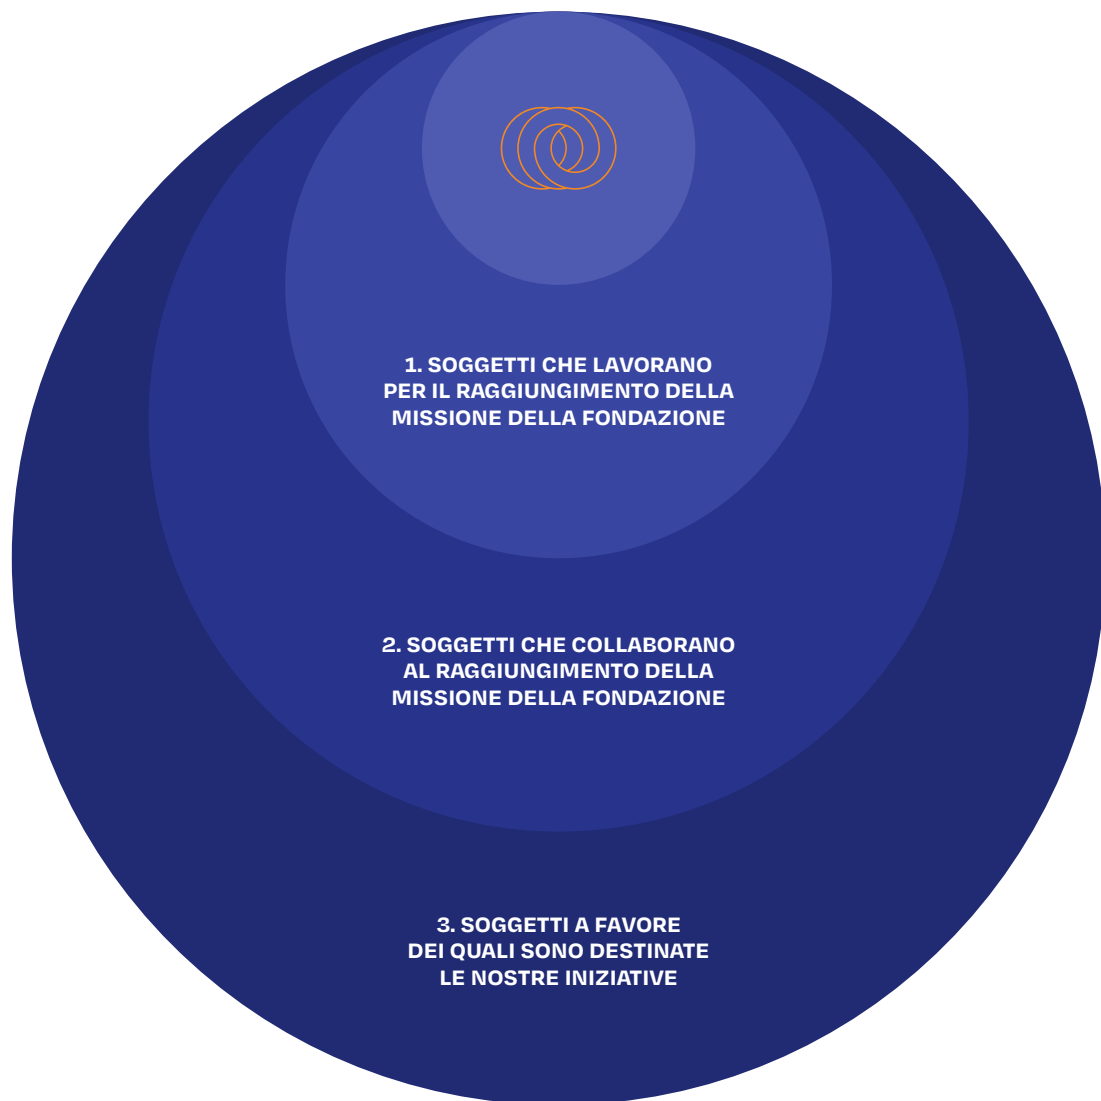 1. SOGGETTI CHE LAVORANO
PER IL RAGGIUNGIMENTO DELLA
MISSIONE DELLA FONDAZIONE
2. SOGGETTI CHE COLLABORANO
AL RAGGIUNGIMENTO DELLA
MISSIONE DELLA FONDAZIONE
3. SOGGETTI A FAVORE
DEI QUALI SONO DESTINATE
LE NOSTRE INIZIATIVE